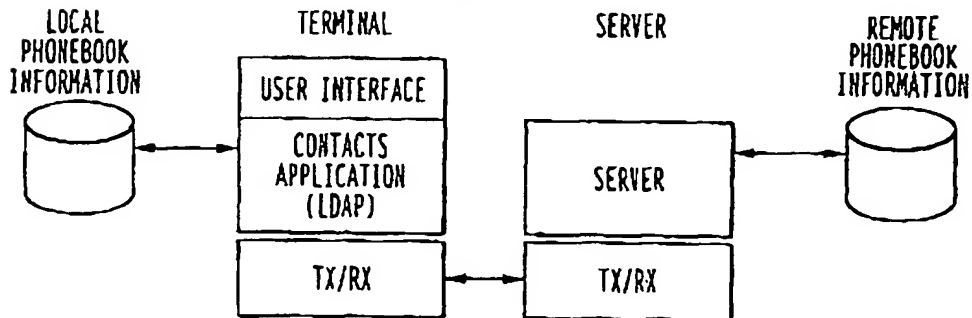 LOCAL
PHONEBOOK
INFORMATION
TERMINAL
USER INTERFACE
CONTACTS
APPLICATION
(LDAP)
TX/RX
SERVER
SERVER
TX/RX
REMOTE
PHONEBOOK
INFORMATION